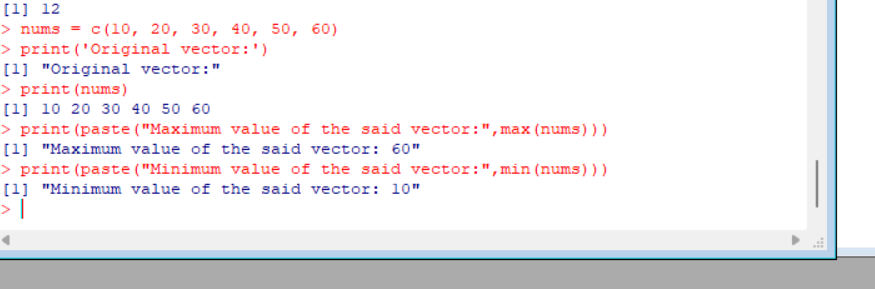 [1] 12
> nums = c(10, 20, 30, 40, 50, 60)
> print('Original vector:')
[1] "Original vector:"
> print(nums)
[1] 10 20 30 40 50 60
> print(paste("Maximum value of the said vector:",max(nums)))
[1] "Maximum value of the said vector: 60"
> print(paste("Minimum value of the said vector:",min(nums)))
[1] "Minimum value of the said vector: 10"
>